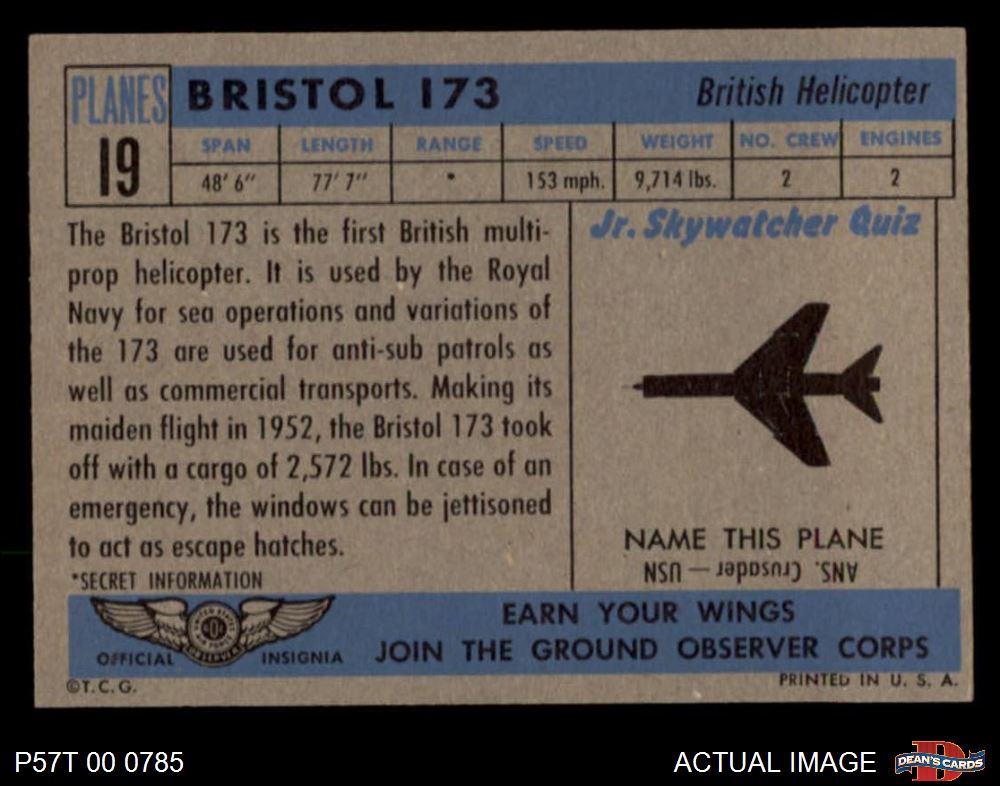 PLANES
19
BRISTOL 173
British Helicopter
SPAN LENGTH RANGE SPEED WEIGHT NO. CREW ENGINES
48' 6" 77' 7" * 153 mph. 9,714 lbs. 2 2
The Bristol 173 is the first British multi-
prop helicopter. It is used by the Royal
Navy for sea operations and variations of
the 173 are used for anti-sub patrols as
well as commercial transports. Making its
maiden flight in 1952, the Bristol 173 took
off with a cargo of 2,572 lbs. In case of an
emergency, the windows can be jettisoned
to act as escape hatches.
*SECRET INFORMATION
Jr. Skywatcher Quiz
NAME THIS PLANE
ANS. Crusader — USN
OFFICIAL INSIGNIA
EARN YOUR WINGS
JOIN THE GROUND OBSERVER CORPS
©T.C.G.
PRINTED IN U. S. A.
P57T 00 0785
ACTUAL IMAGE
DEAN'S CARDS